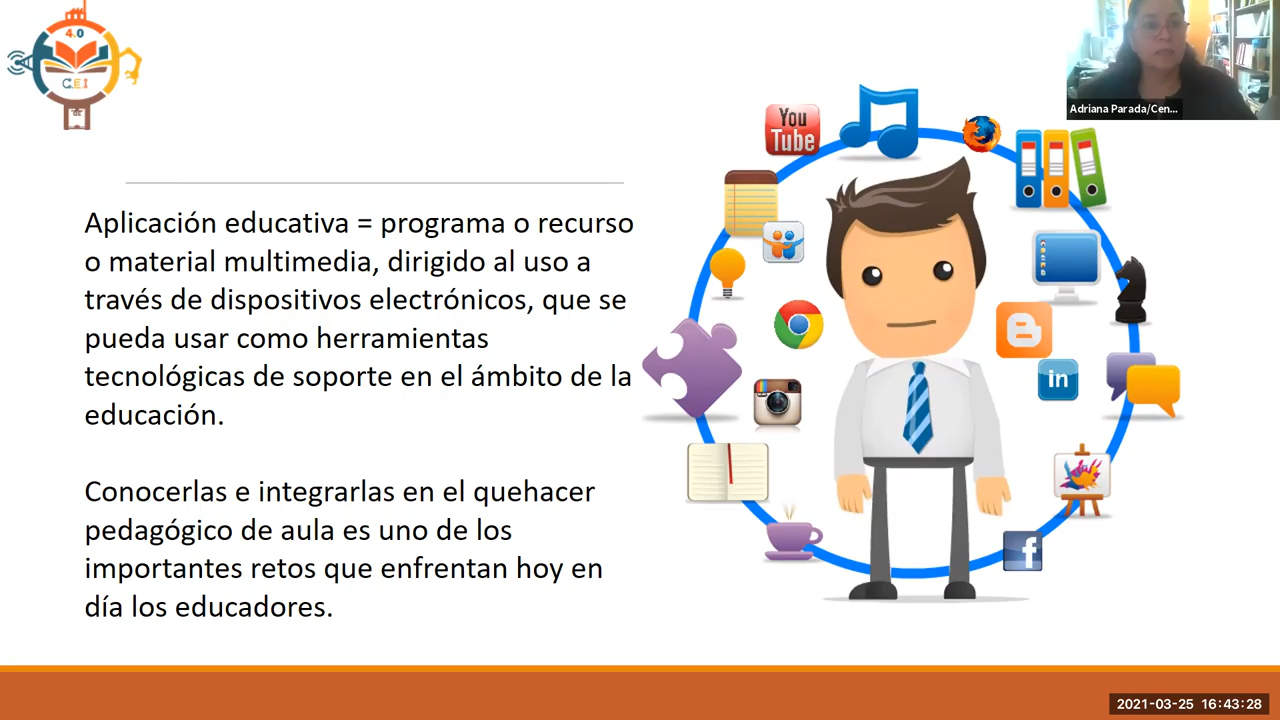 4.0
C.E.I
Adriana Parada/Cen...
You
Tube
Aplicación educativa = programa o recurso
o material multimedia, dirigido al uso a
través de dispositivos electrónicos, que se
pueda usar como herramientas
tecnológicas de soporte en el ámbito de la
educación.
in
Conocerlas e integrarlas en el quehacer
pedagógico de aula es uno de los
importantes retos que enfrentan hoy en
día los educadores.
f
2021-03-25 16:43:28